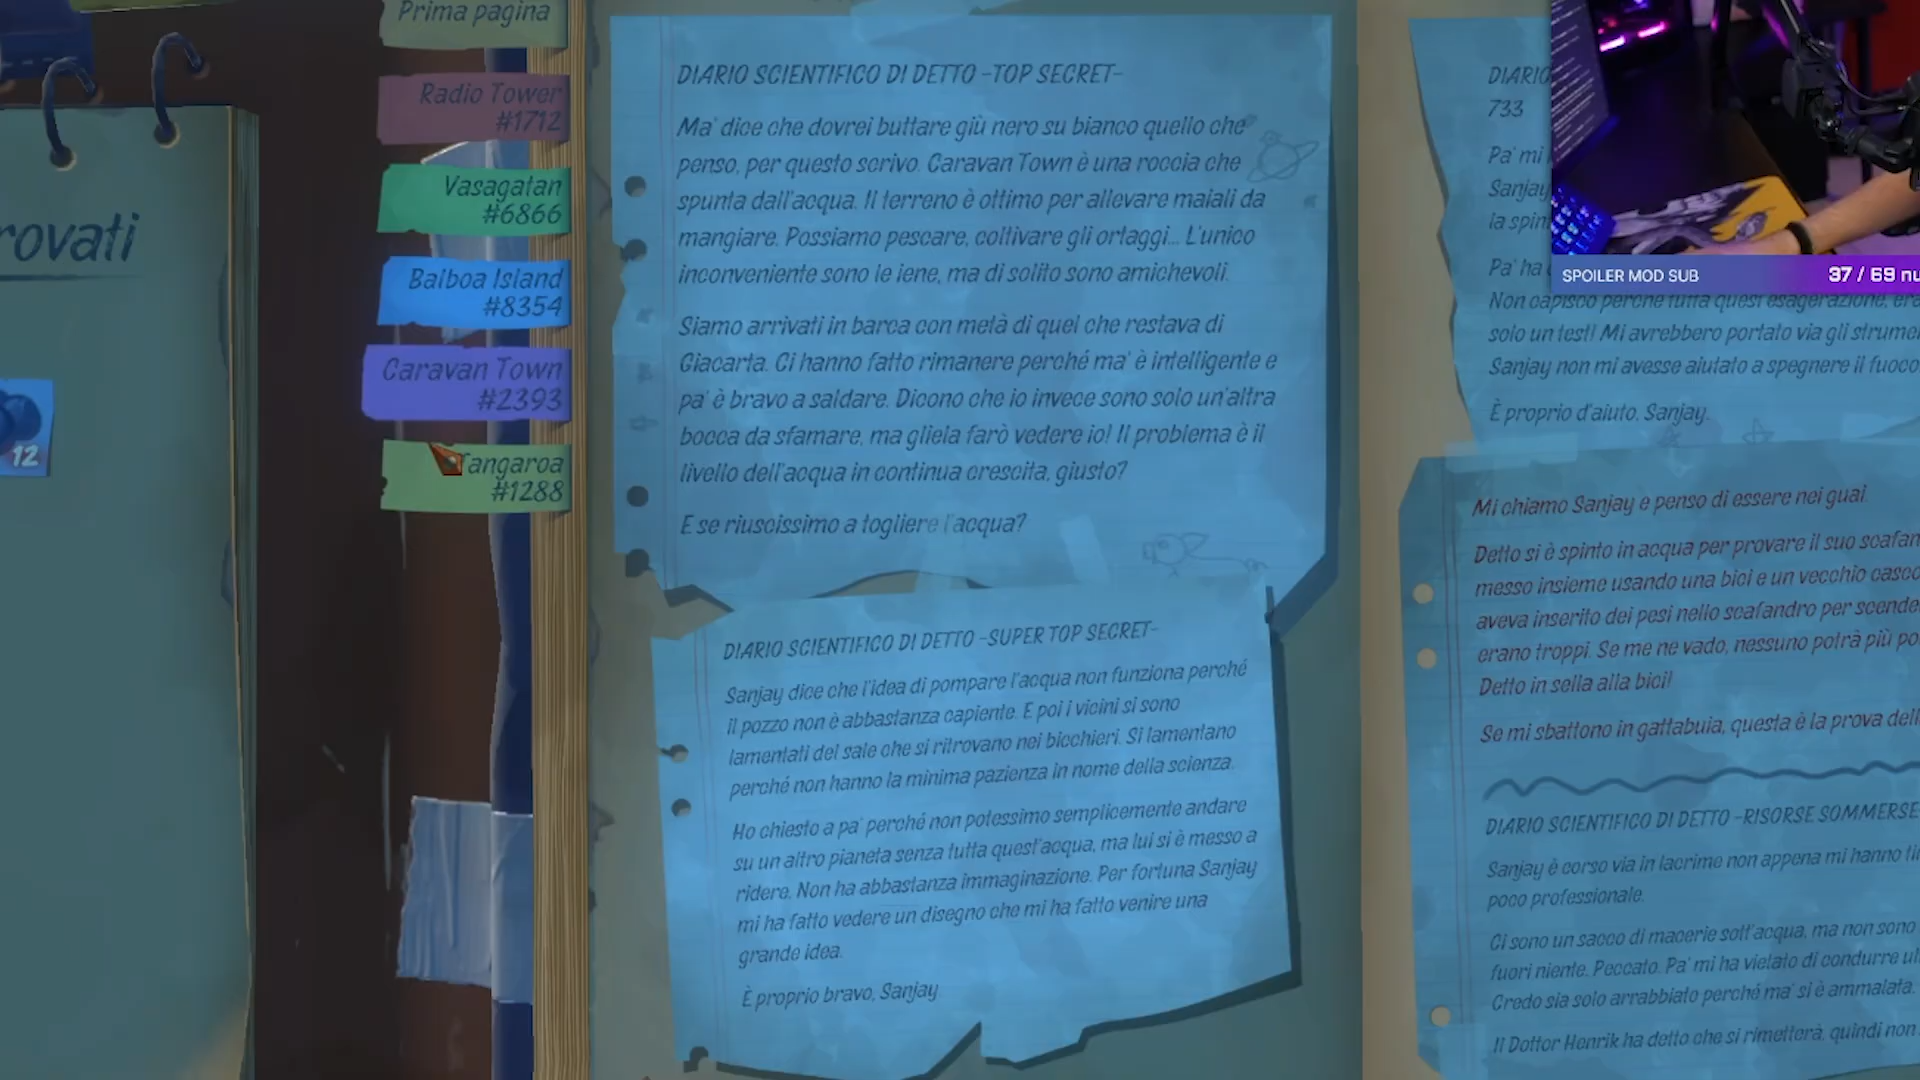 rovati
12
Prima pagina
Radio Tower
#1712
Vasagatan
#6866
Balboa Island
#8354
Caravan Town
#2393
angaroa
#1288
DIARIO SCIENTIFICO DI DETTO -TOP SECRET-
Ma' dice che dovrei buttare giù nero su bianco quello che
penso, per questo scrivo. Caravan Town è una roccia che
spunta dall'acqua. Il terreno è ottimo per allevare maiali da
mangiare. Possiamo pescare, coltivare gli ortaggi... L'unico
inconveniente sono le iene, ma di solito sono amichevoli.
Siamo arrivati in barca con metà di quel che restava di
Giacarta. Ci hanno fatto rimanere perché ma' è intelligente e
pa' è bravo a saldare. Dicono che io invece sono solo un'altra
bocca da sfamare, ma gliela farò vedere io! Il problema è il
livello dell'acqua in continua crescita, giusto?
E se riuscissimo a togliere l'acqua?
DIARIO SCIENTIFICO DI DETTO -SUPER TOP SECRET-
Sanjay dice che l'idea di pompare l'acqua non funziona perché
il pozzo non è abbastanza capiente. E poi i vicini si sono
lamentati del sale che si ritrovano nei bicchieri. Si lamentano
perché non hanno la minima pazienza in nome della scienza.
Ho chiesto a pa' perché non potessimo semplicemente andare
su un altro pianeta senza tutta quest'acqua, ma lui si è messo a
ridere. Non ha abbastanza immaginazione. Per fortuna Sanjay
mi ha fatto vedere un disegno che mi ha fatto venire una
grande idea.
È proprio bravo, Sanjay
DIARIO
733
Pa' mi
Sanjay
la spin
Pa' ha
Non capisco perché tutta quest'esagerazione, era
solo un test! Mi avrebbero portato via gli strume
Sanjay non mi avesse aiutato a spegnere il fuoco.
È proprio d'aiuto, Sanjay.
Mi chiamo Sanjay e penso di essere nei guai.
Detto si è spinto in acqua per provare il suo scafan
messo insieme usando una bici e un vecchio casco
aveva inserito dei pesi nello scafandro per scende
erano troppi. Se me ne vado, nessuno potrà più po
Detto in sella alla bici!
Se mi sbattono in gattabuia, questa è la prova dell
DIARIO SCIENTIFICO DI DETTO -RISORSE SOMMERSE
Sanjay è corso via in lacrime non appena mi hanno tir
poco professionale.
Ci sono un sacco di macerie sott'acqua, ma non sono
fuori niente. Peccato. Pa' mi ha vietato di condurre ul
Credo sia solo arrabbiato perché ma' si è ammalata.
Il Dottor Henrik ha detto che si rimetterà, quindi non
SPOILER MOD SUB
37 / 69 nu